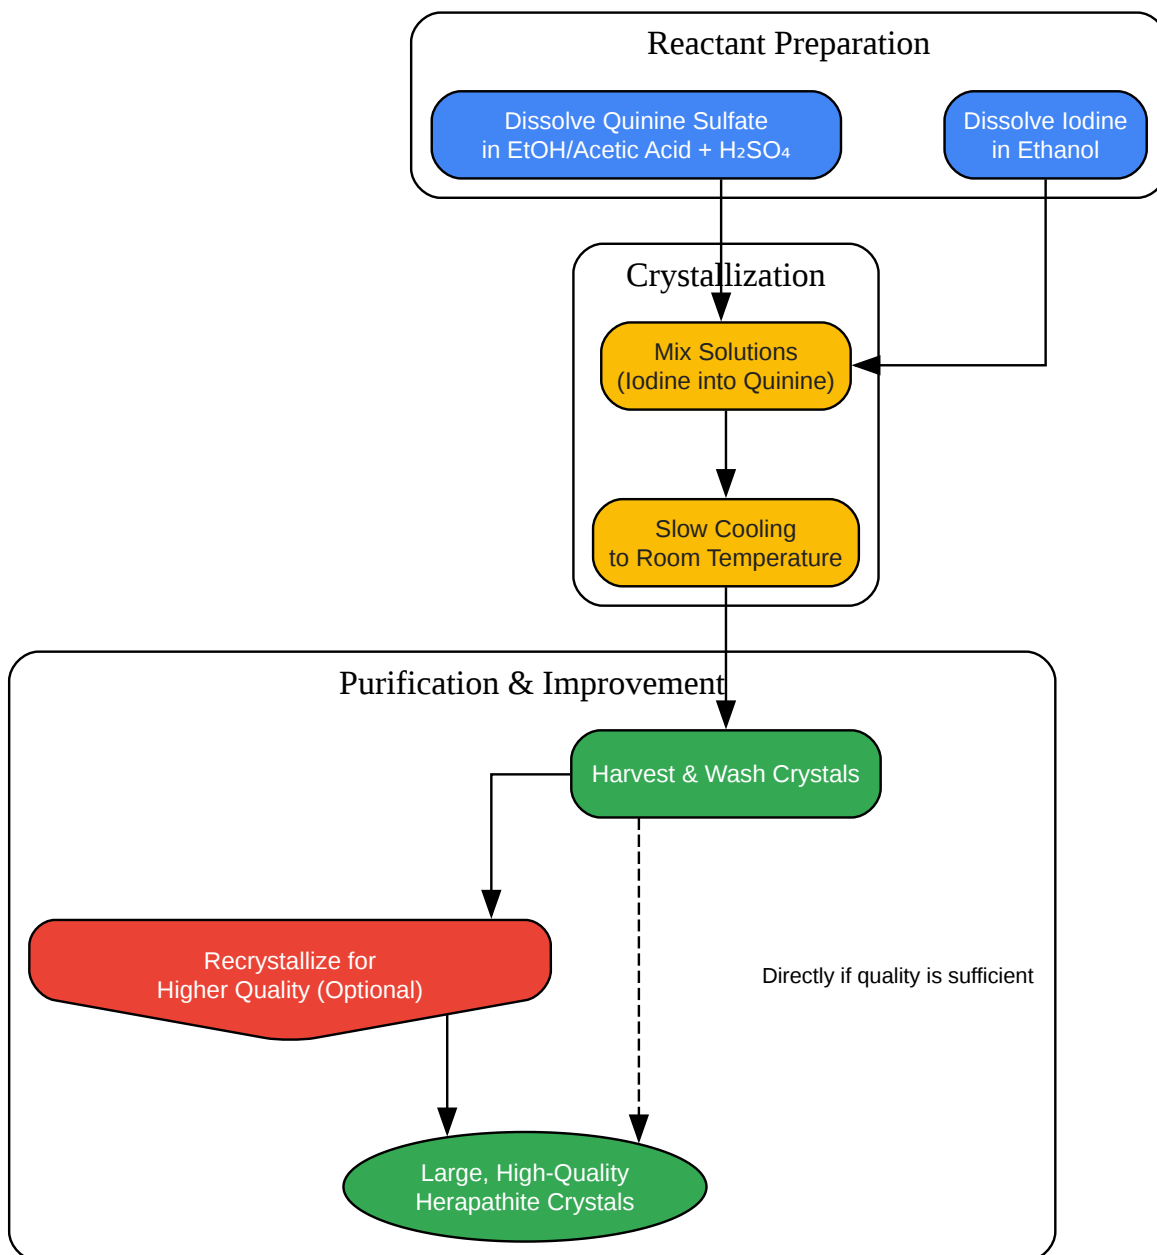 Reactant Preparation
Dissolve Quinine Sulfate
in EtOH/Acetic Acid + H₂SO₄
Dissolve Iodine
in Ethanol
Crystallization
Mix Solutions
(Iodine into Quinine)
Slow Cooling
to Room Temperature
Purification & Improvement
Harvest & Wash Crystals
Recrystallize for
Higher Quality (Optional)
Directly if quality is sufficient
Large, High-Quality
Herapathite Crystals